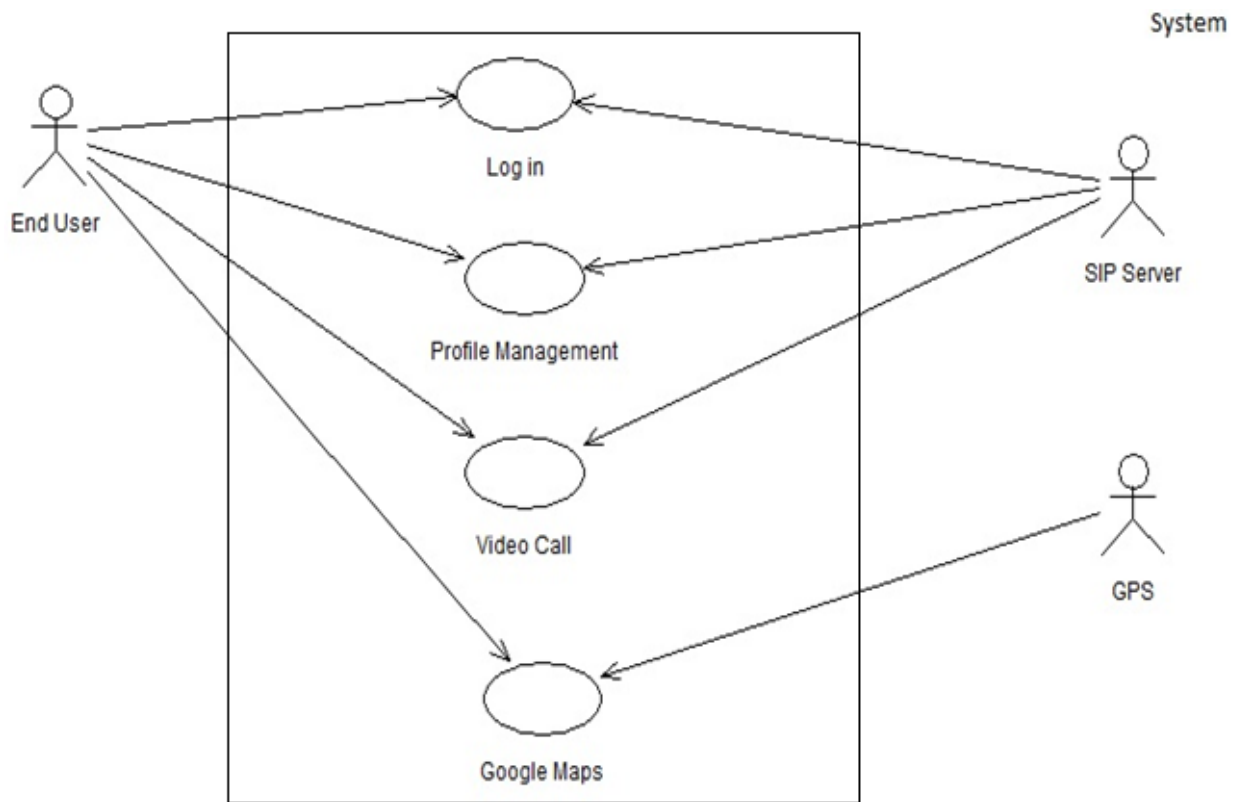 System
Log in
End User
SIP Server
Profile Management
Video Call
GPS
Google Maps